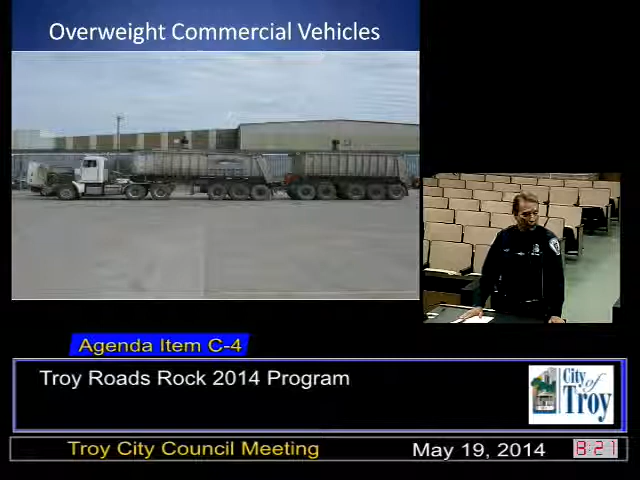 Overweight Commercial Vehicles
Agenda Item C-4
Troy Roads Rock 2014 Program
City of Troy
Troy City Council Meeting
May 19, 2014
8:27